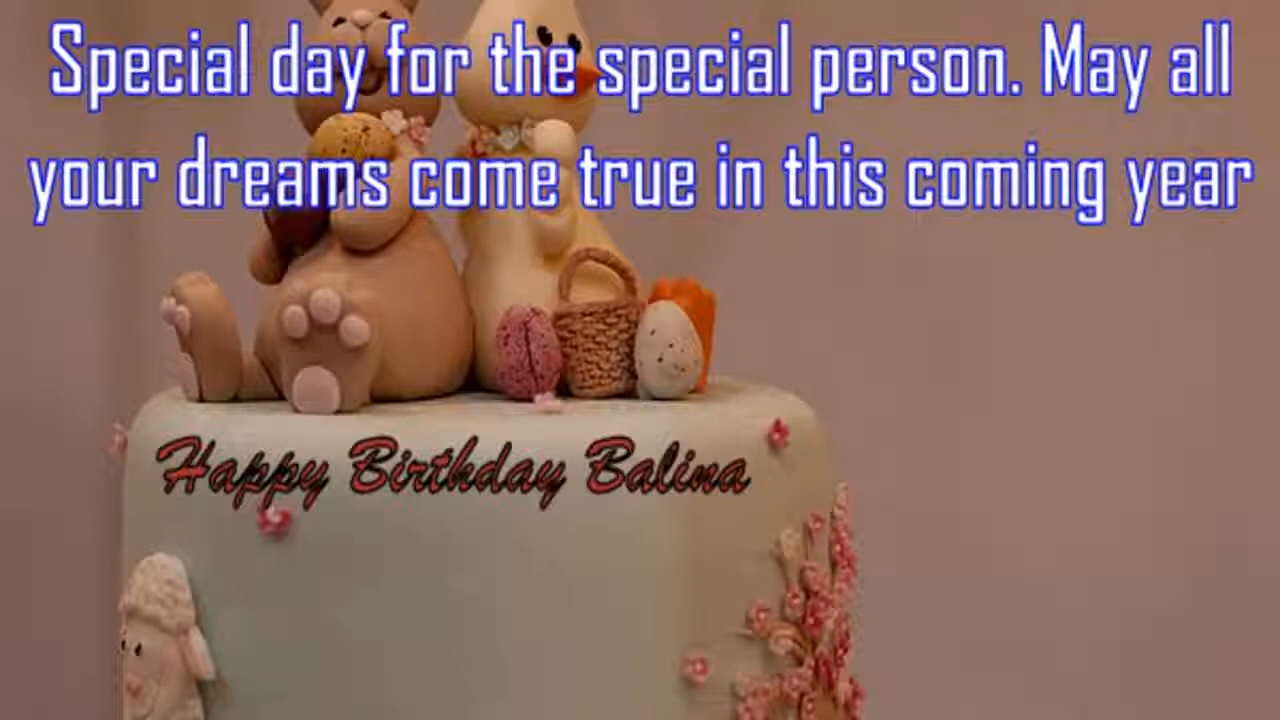 Special day for the special person. May all
your dreams come true in this coming year
Happy Birthday Balina